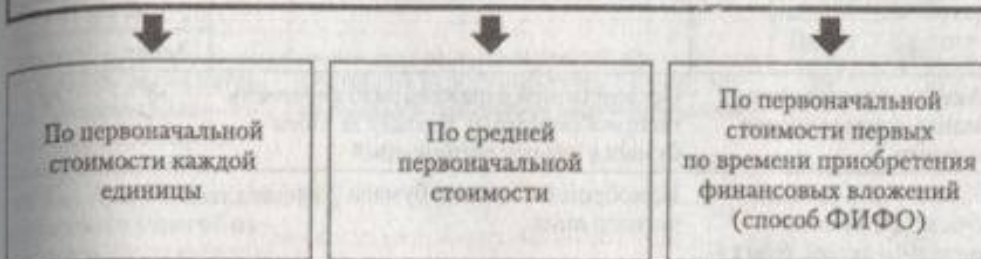 По первоначальной
стоимости каждой
единицы
По средней
первоначальной
стоимости
По первоначальной
стоимости первых
по времени приобретения
финансовых вложений
(способ ФИФО)